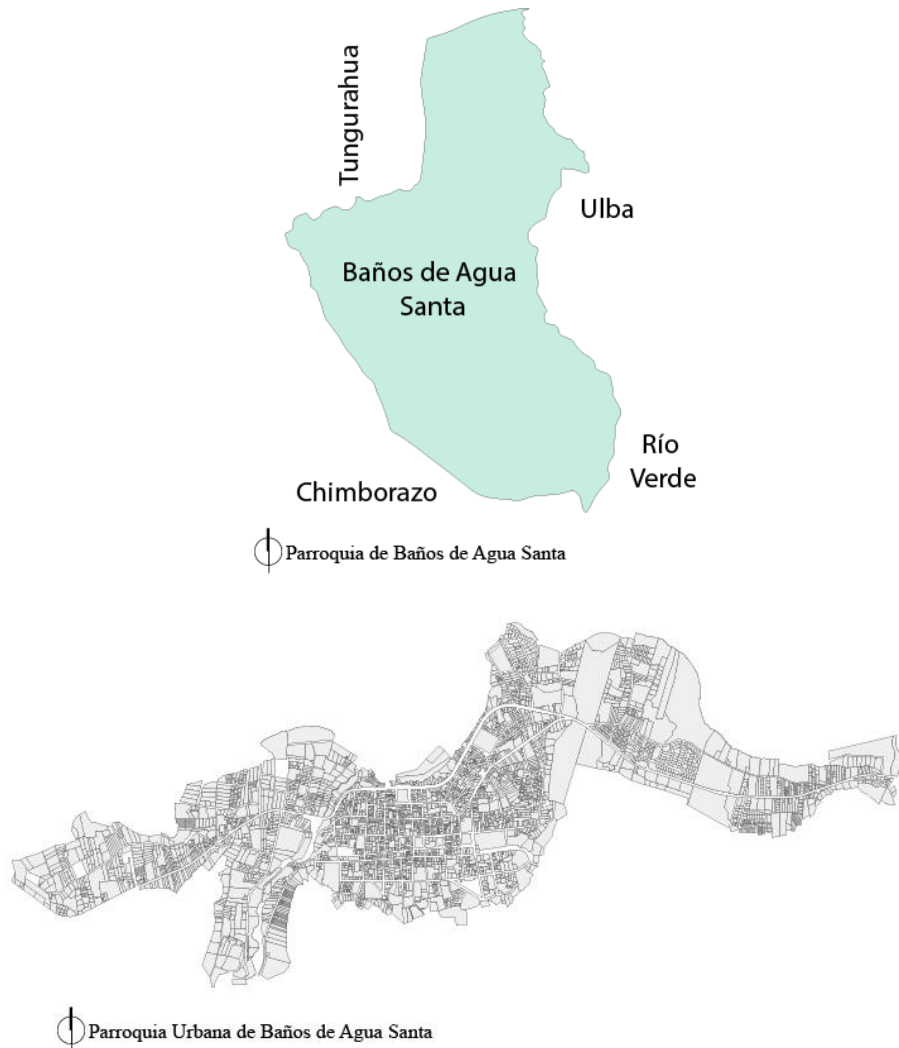 Tungurahua
Ulba
Baños de Agua
Santa
Río
Verde
Chimborazo
Parroquia de Baños de Agua Santa
Parroquia Urbana de Baños de Agua Santa